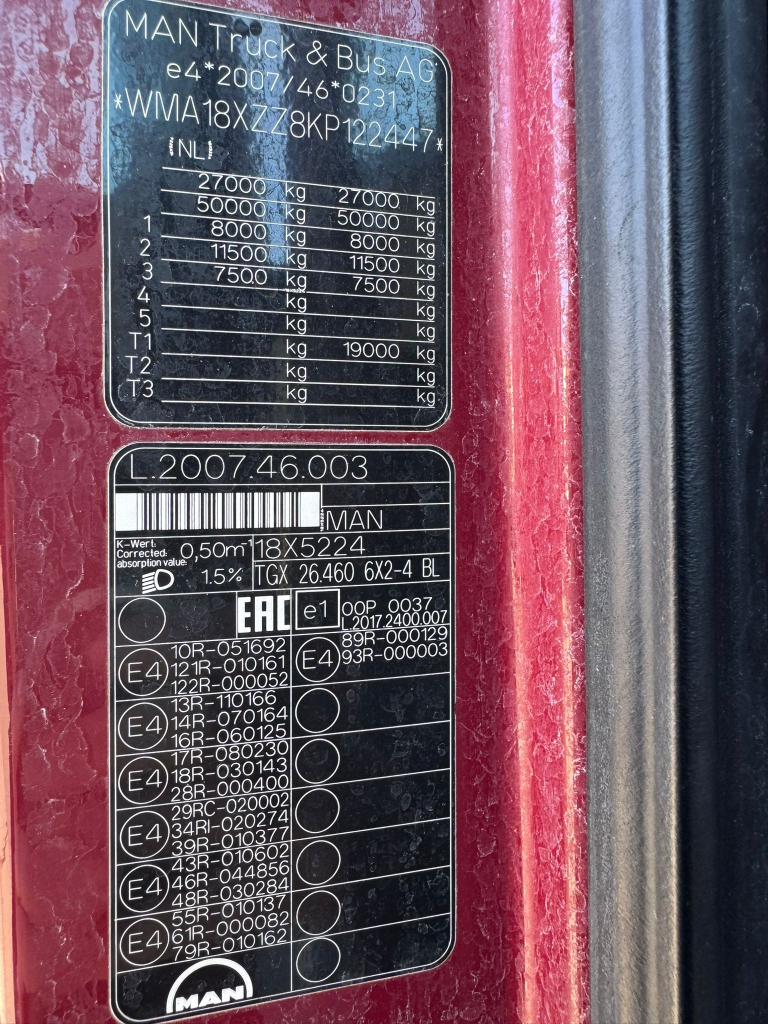 MAN Truck & Bus AG
e4*2007/46*0231
*WMA18XZZ8KP122447*
(NL)
27000 kg 27000 kg
50000 kg 50000 kg
1 8000 kg 8000 kg
2 11500 kg 11500 kg
3 7500 kg 7500 kg
4 kg kg
5 kg kg
T1 kg 19000 kg
T2 kg kg
T3 kg kg
L.2007.46.003
MAN
K-Wert:
Corrected:
absorption value:
0,50m⁻¹
18X5224
1.5%
TGX 26.460 6X2-4 BL
EAC
e1
00P 0037
L.2017.2400.007
E4
10R-051692
121R-010161
122R-000052
E4
89R-000129
93R-000003
E4
13R-110166
14R-070164
16R-060125
E4
17R-080230
18R-030143
28R-000400
E4
29RC-020002
34RI-020274
39R-010377
E4
43R-010602
46R-044856
48R-030284
E4
55R-010137
61R-000082
79R-010162
MAN